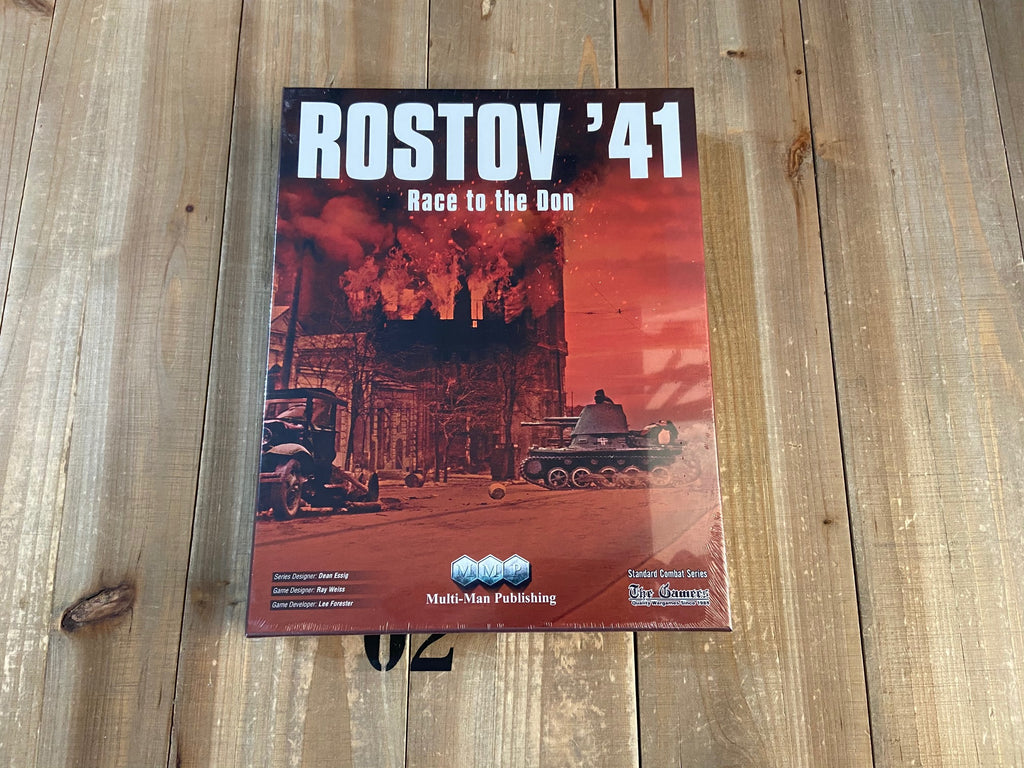 ROSTOV ’41
Race to the Don
Series Designer: Dean Essig
Game Designer: Ray Weiss
Game Developer: Lee Forester
MMP
Multi-Man Publishing
Standard Combat Series
The Gamers
Quality Wargames Since 1988
02